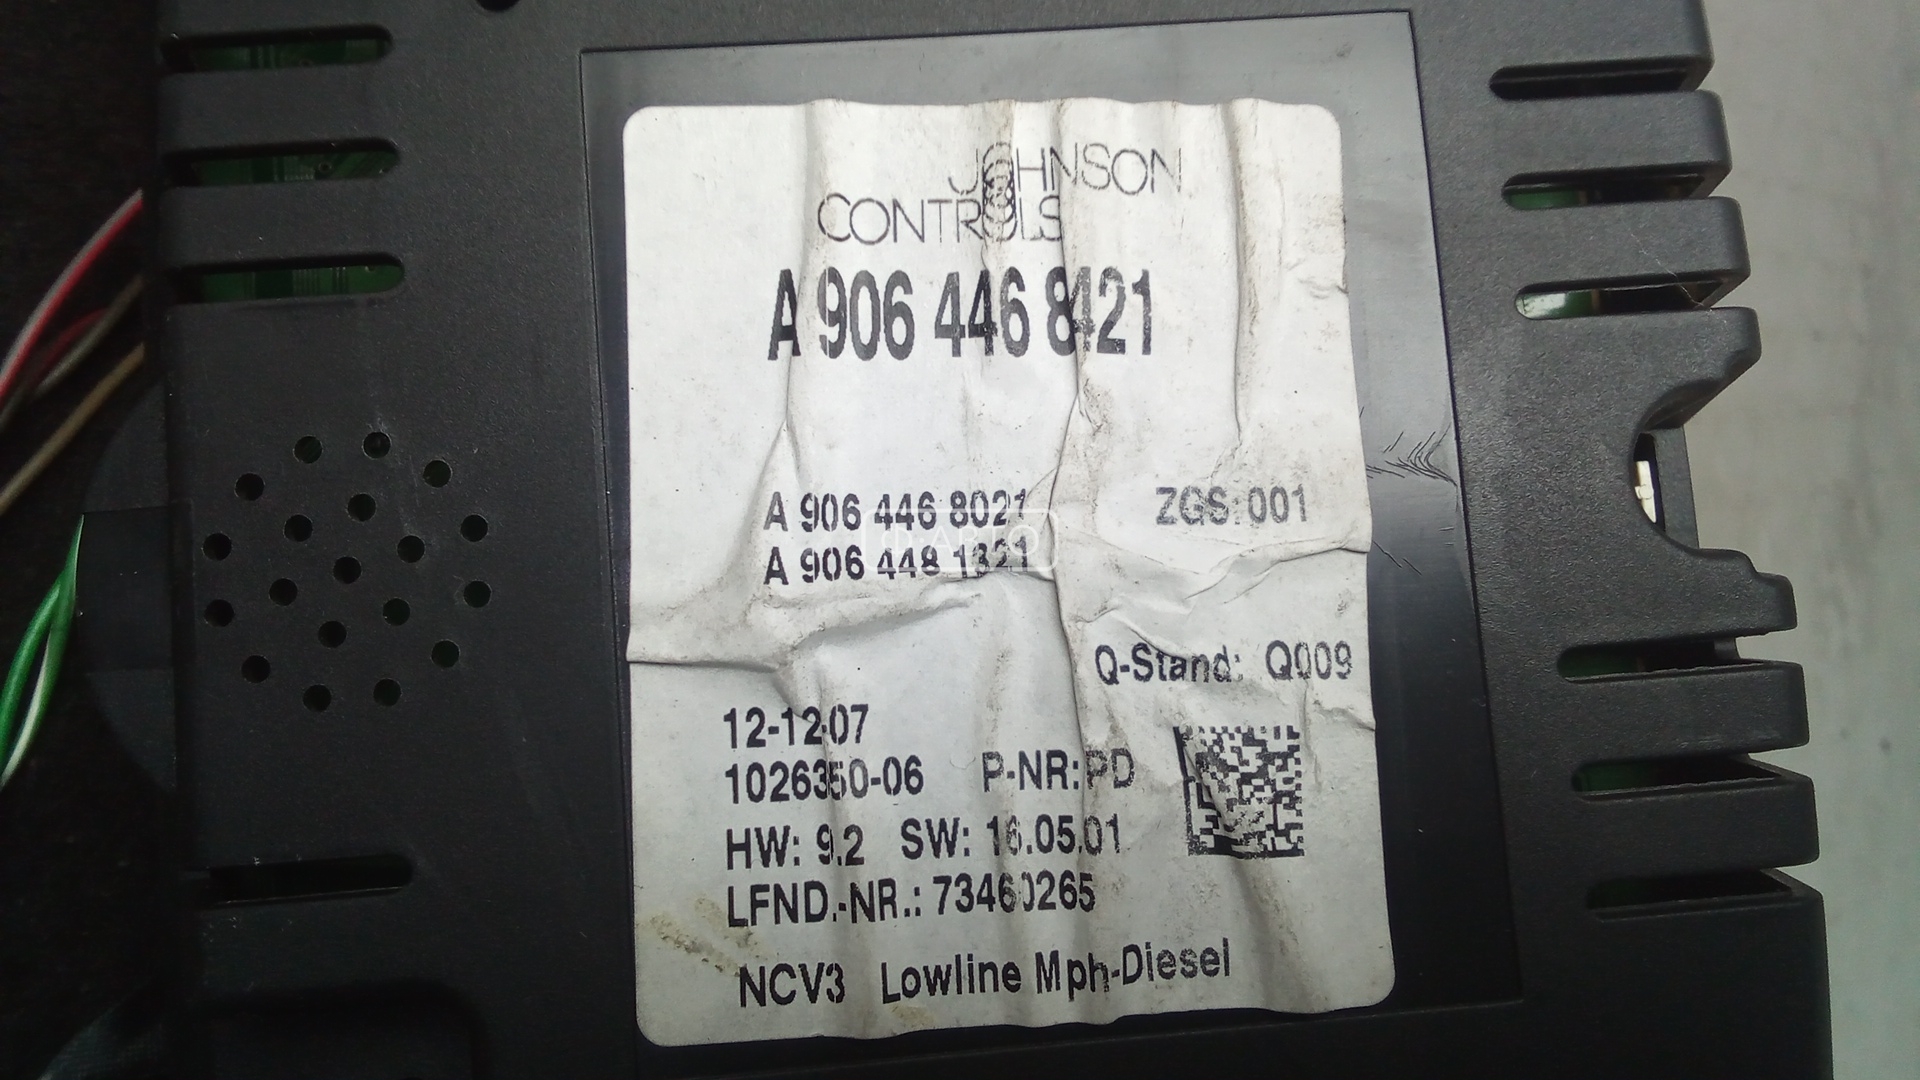 JOHNSON
CONTROLS
A 906 446 8421
A 906 446 8021 ZGS: 001
A 906 448 1321
Q-Stand: Q009
12-12-07
1026350-06 P-NR: PD
HW: 9.2 SW: 16.05.01
LFND.-NR.: 73460265
NCV3 Lowline Mph-Diesel